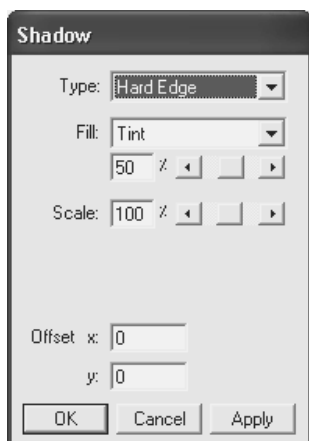 Shadow
Type: Hard Edge
Fill: Tint
50 %
Scale: 100 %
Offset x: 0
y: 0
OK Cancel Apply